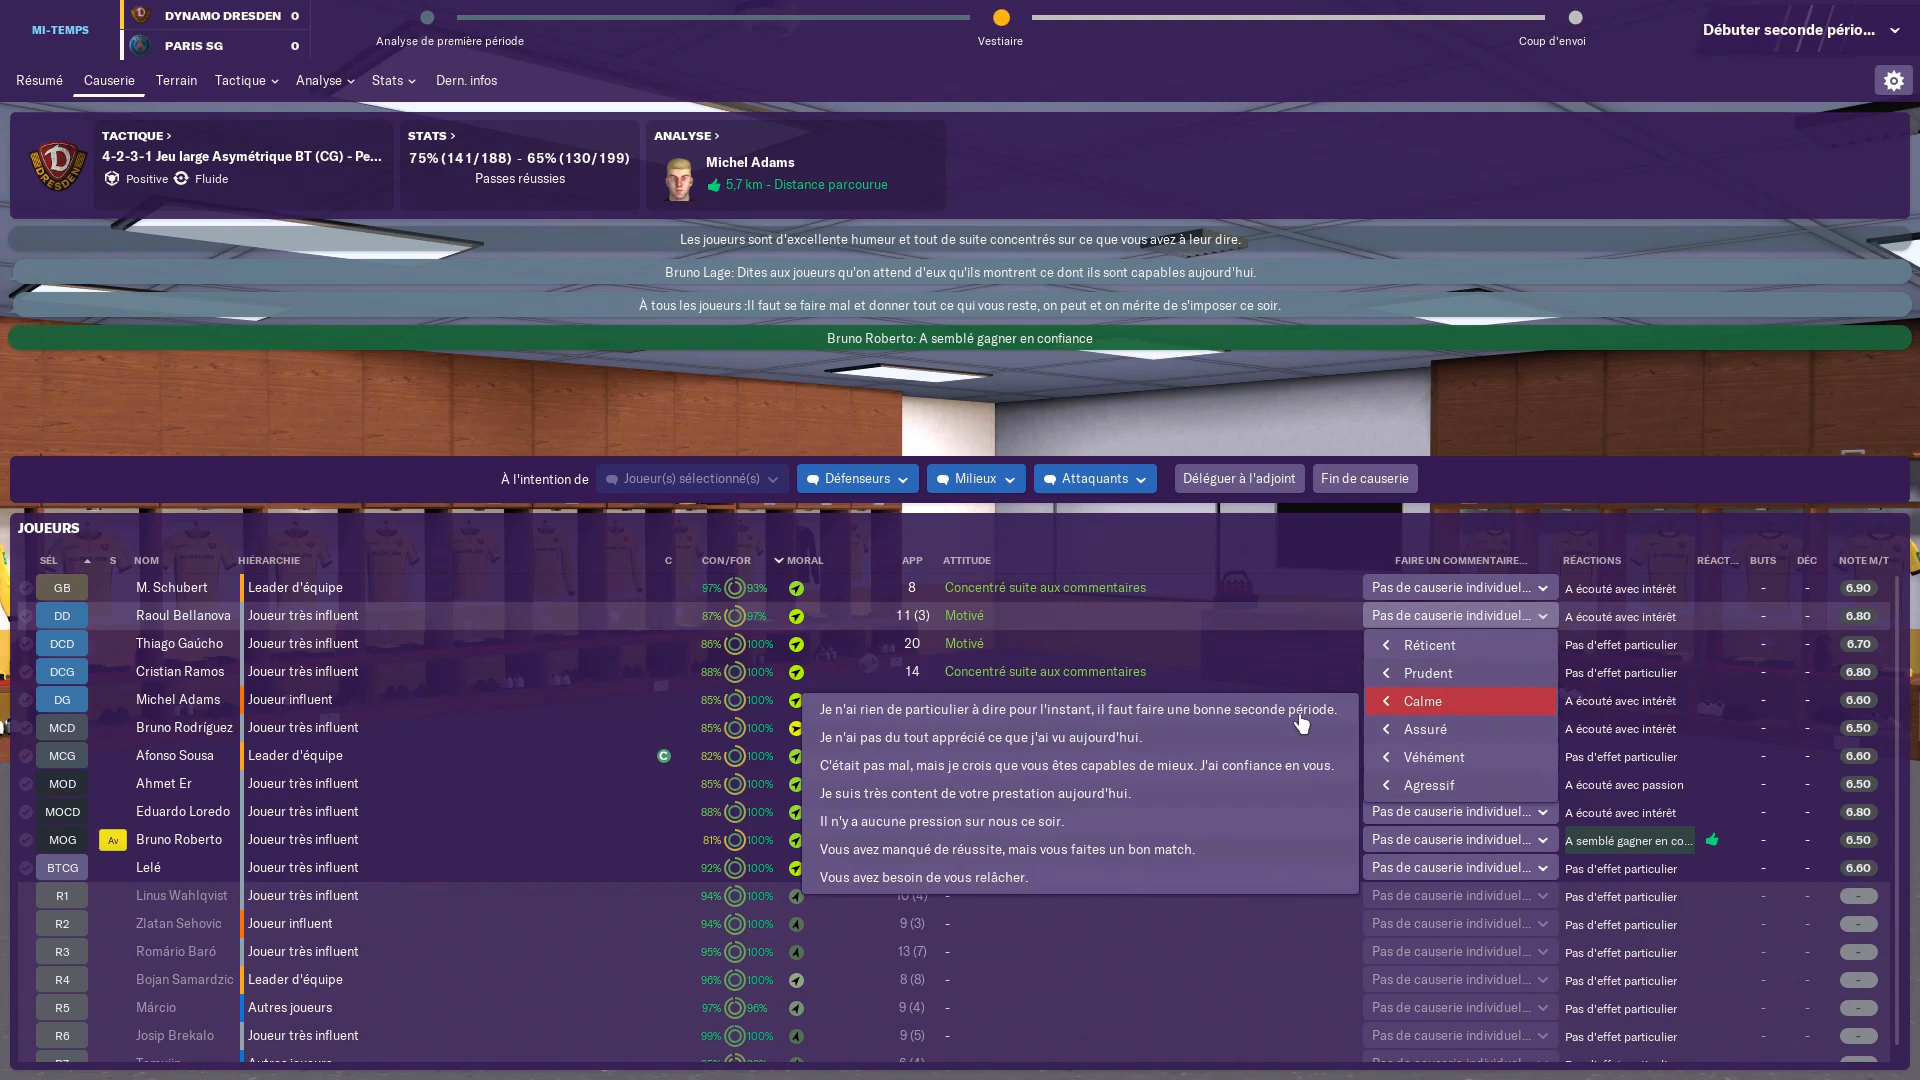 MI-TEMPS
DYNAMO DRESDEN 0
PARIS SG 0
Analyse de première période
Vestiaire
Coup d'envoi
Débuter seconde pério...
Résumé Causerie Terrain Tactique Analyse Stats Dern. infos
TACTIQUE >
4-2-3-1 Jeu large Asymétrique BT (CG) - Pe...
Positive Fluide
STATS >
75% (141/188) - 65% (130/199)
Passes réussies
ANALYSE >
Michel Adams
5,7 km - Distance parcourue
Les joueurs sont d'excellente humeur et tout de suite concentrés sur ce que vous avez à leur dire.
Bruno Lage: Dites aux joueurs qu'on attend d'eux qu'ils montrent ce dont ils sont capables aujourd'hui.
À tous les joueurs :Il faut se faire mal et donner tout ce qui vous reste, on peut et on mérite de s'imposer ce soir.
Bruno Roberto: A semblé gagner en confiance
À l'intention de Joueur(s) sélectionné(s) Défenseurs Milieux Attaquants Déléguer à l'adjoint Fin de causerie
JOUEURS
SÉL S NOM HIÉRARCHIE C CON/FOR MORAL APP ATTITUDE FAIRE UN COMMENTAIRE... RÉACTIONS RÉACT... BUTS DÉC NOTE M/T
GB M. Schubert Leader d'équipe 97% 93% 8 Concentré suite aux commentaires Pas de causerie individuel... A écouté avec intérêt - - 6.90
DD Raoul Bellanova Joueur très influent 87% 97% 11 (3) Motivé Pas de causerie individuel... A écouté avec intérêt - - 6.80
DCD Thiago Gaúcho Joueur très influent 86% 100% 20 Motivé Réticent Pas d'effet particulier - - 6.70
DCG Cristian Ramos Joueur très influent 88% 100% 14 Concentré suite aux commentaires Prudent Pas d'effet particulier - - 6.80
DG Michel Adams Joueur influent 85% 100% Je n'ai rien de particulier à dire pour l'instant, il faut faire une bonne seconde période. Calme A écouté avec intérêt - - 6.60
MCD Bruno Rodríguez Joueur très influent 85% 100% Je n'ai pas du tout apprécié ce que j'ai vu aujourd'hui. Assuré A écouté avec intérêt - - 6.50
MCG Afonso Sousa Leader d'équipe C 82% 100% C'était pas mal, mais je crois que vous êtes capables de mieux. J'ai confiance en vous. Véhément Pas d'effet particulier - - 6.60
MOD Ahmet Er Joueur très influent 85% 100% Je suis très content de votre prestation aujourd'hui. Agressif A écouté avec passion - - 6.50
MOCD Eduardo Loredo Joueur très influent 88% 100% Il n'y a aucune pression sur nous ce soir. Pas de causerie individuel... A écouté avec intérêt - - 6.80
MOG Av Bruno Roberto Joueur très influent 81% 100% Vous avez manqué de réussite, mais vous faites un bon match. Pas de causerie individuel... A semblé gagner en co... - - 6.50
BTCG Lelé Joueur très influent 92% 100% Vous avez besoin de vous relâcher. Pas de causerie individuel... Pas d'effet particulier - - 6.60
R1 Linus Wahlqvist Joueur très influent 94% 100% 10 (4) - Pas de causerie individuel... Pas d'effet particulier - - -
R2 Zlatan Sehovic Joueur influent 94% 100% 9 (3) - Pas de causerie individuel... Pas d'effet particulier - - -
R3 Romário Baró Joueur très influent 95% 100% 13 (7) - Pas de causerie individuel... Pas d'effet particulier - - -
R4 Bojan Samardzic Leader d'équipe 96% 100% 8 (8) - Pas de causerie individuel... Pas d'effet particulier - - -
R5 Márcio Autres joueurs 97% 96% 9 (4) - Pas de causerie individuel... Pas d'effet particulier - - -
R6 Josip Brekalo Joueur très influent 99% 100% 9 (5) - Pas de causerie individuel... Pas d'effet particulier - - -